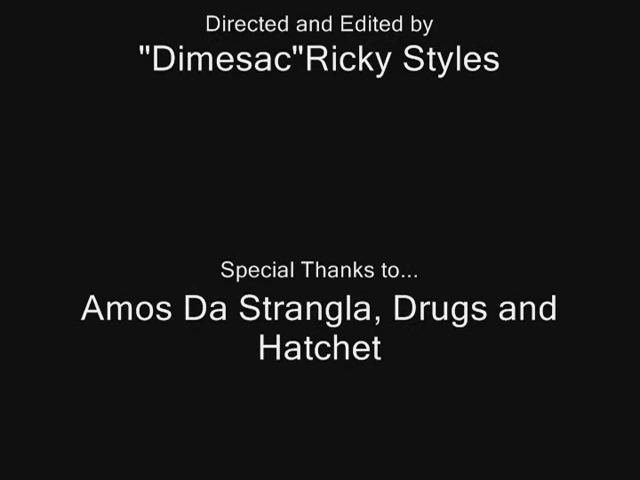 Directed and Edited by
"Dimesac"Ricky Styles
Special Thanks to...
Amos Da Strangla, Drugs and
Hatchet